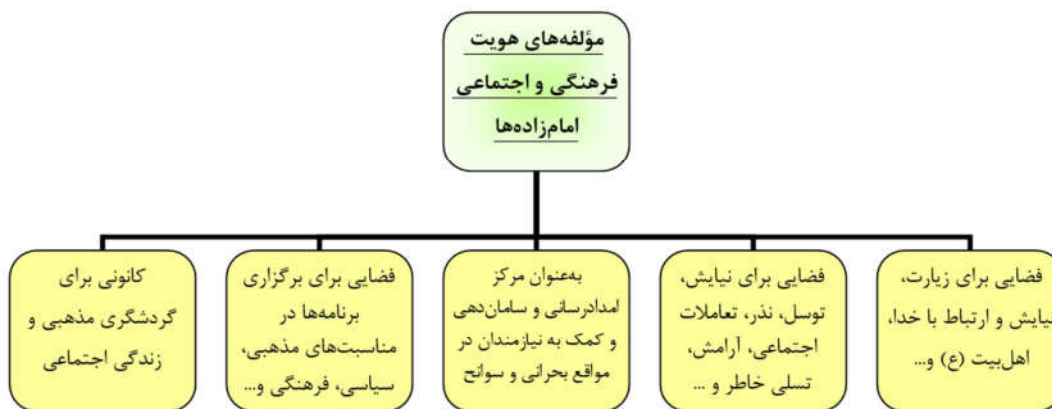 مؤلفه‌های هویت
فرهنگی و اجتماعی
امام‌زاده‌ها
فضایی برای زیارت،
نیایش و ارتباط با خدا،
اهل‌بیت (ع) و...
فضایی برای نیایش،
توسل، نذر، تعاملات
اجتماعی، آرامش،
تسلی خاطر و ...
به‌عنوان مرکز
امدادرسانی و سامان‌دهی
و کمک به نیازمندان در
مواقع بحرانی و سوانح
فضایی برای برگزاری
برنامه‌ها در
مناسبت‌های مذهبی،
سیاسی، فرهنگی و...
کانونی برای
گردشگری مذهبی و
زندگی اجتماعی